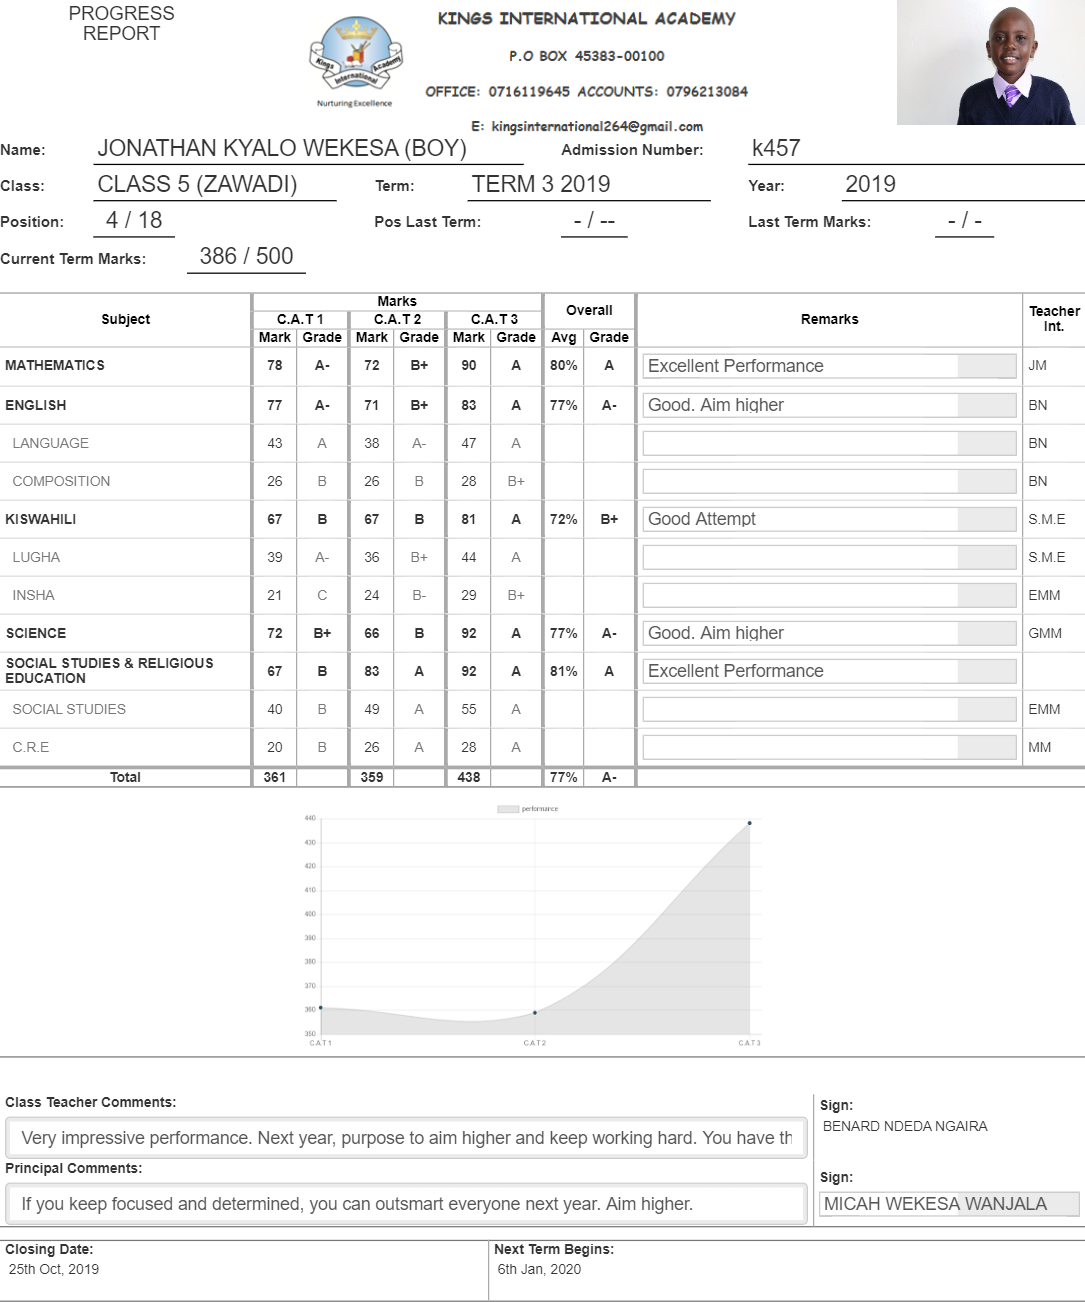 PROGRESS
REPORT
KINGS INTERNATIONAL ACADEMY
P.O BOX 45383-00100
OFFICE: 0716119645 ACCOUNTS: 0796213084
E: kingsinternational264@gmail.com
Kings International Academy
Nurturing Excellence
Name: JONATHAN KYALO WEKESA (BOY) Admission Number: k457
Class: CLASS 5 (ZAWADI) Term: TERM 3 2019 Year: 2019
Position: 4 / 18 Pos Last Term: - / -- Last Term Marks: - / -
Current Term Marks: 386 / 500
Subject Marks Overall Remarks Teacher Int.
C.A.T 1 C.A.T 2 C.A.T 3
Mark Grade Mark Grade Mark Grade Avg Grade
MATHEMATICS 78 A- 72 B+ 90 A 80% A Excellent Performance JM
ENGLISH 77 A- 71 B+ 83 A 77% A- Good. Aim higher BN
LANGUAGE 43 A 38 A- 47 A BN
COMPOSITION 26 B 26 B 28 B+ BN
KISWAHILI 67 B 67 B 81 A 72% B+ Good Attempt S.M.E
LUGHA 39 A- 36 B+ 44 A S.M.E
INSHA 21 C 24 B- 29 B+ EMM
SCIENCE 72 B+ 66 B 92 A 77% A- Good. Aim higher GMM
SOCIAL STUDIES & RELIGIOUS
EDUCATION 67 B 83 A 92 A 81% A Excellent Performance
SOCIAL STUDIES 40 B 49 A 55 A EMM
C.R.E 20 B 26 A 28 A MM
Total 361 359 438 77% A-
performance
440
430
420
410
400
390
380
370
360
350
C.A.T 1 C.A.T 2 C.A.T 3
Class Teacher Comments:
Very impressive performance. Next year, purpose to aim higher and keep working hard. You have th
Sign:
BENARD NDEDA NGAIRA
Principal Comments:
If you keep focused and determined, you can outsmart everyone next year. Aim higher.
Sign:
MICAH WEKESA WANJALA
Closing Date: Next Term Begins:
25th Oct, 2019 6th Jan, 2020